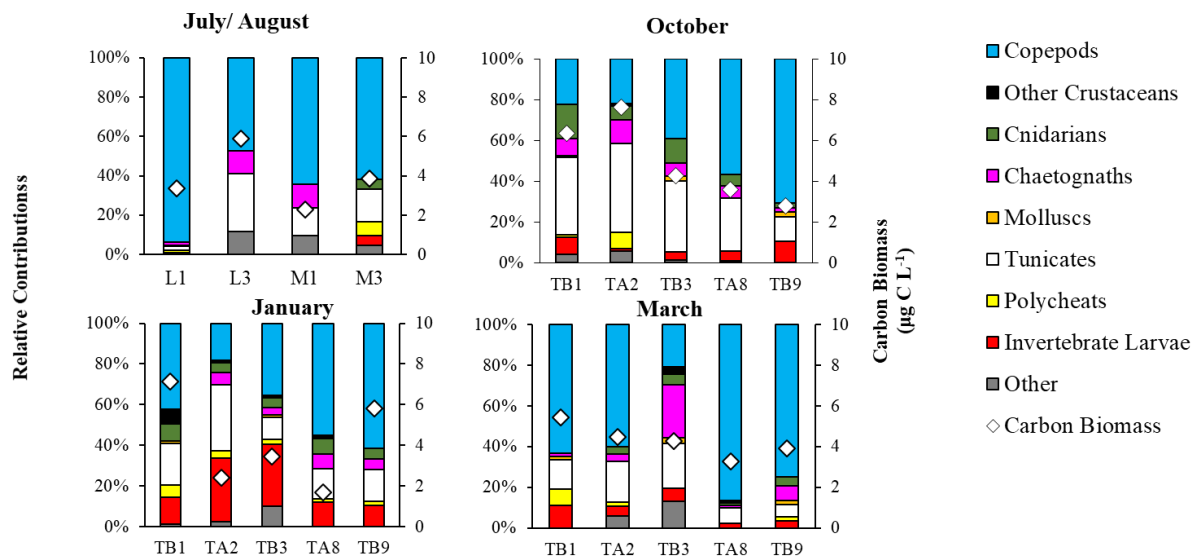 July/ August
October
100%
80%
60%
40%
20%
0%
10
8
6
4
2
0
L1 L3 M1 M3
100%
80%
60%
40%
20%
0%
10
8
6
4
2
0
TB1 TA2 TB3 TA8 TB9
January
March
100%
80%
60%
40%
20%
0%
10
8
6
4
2
0
TB1 TA2 TB3 TA8 TB9
100%
80%
60%
40%
20%
0%
10
8
6
4
2
0
TB1 TA2 TB3 TA8 TB9
Relative Contributionss
Carbon Biomass
(µg C L-1)
Copepods
Other Crustaceans
Cnidarians
Chaetognaths
Molluscs
Tunicates
Polycheats
Invertebrate Larvae
Other
Carbon Biomass